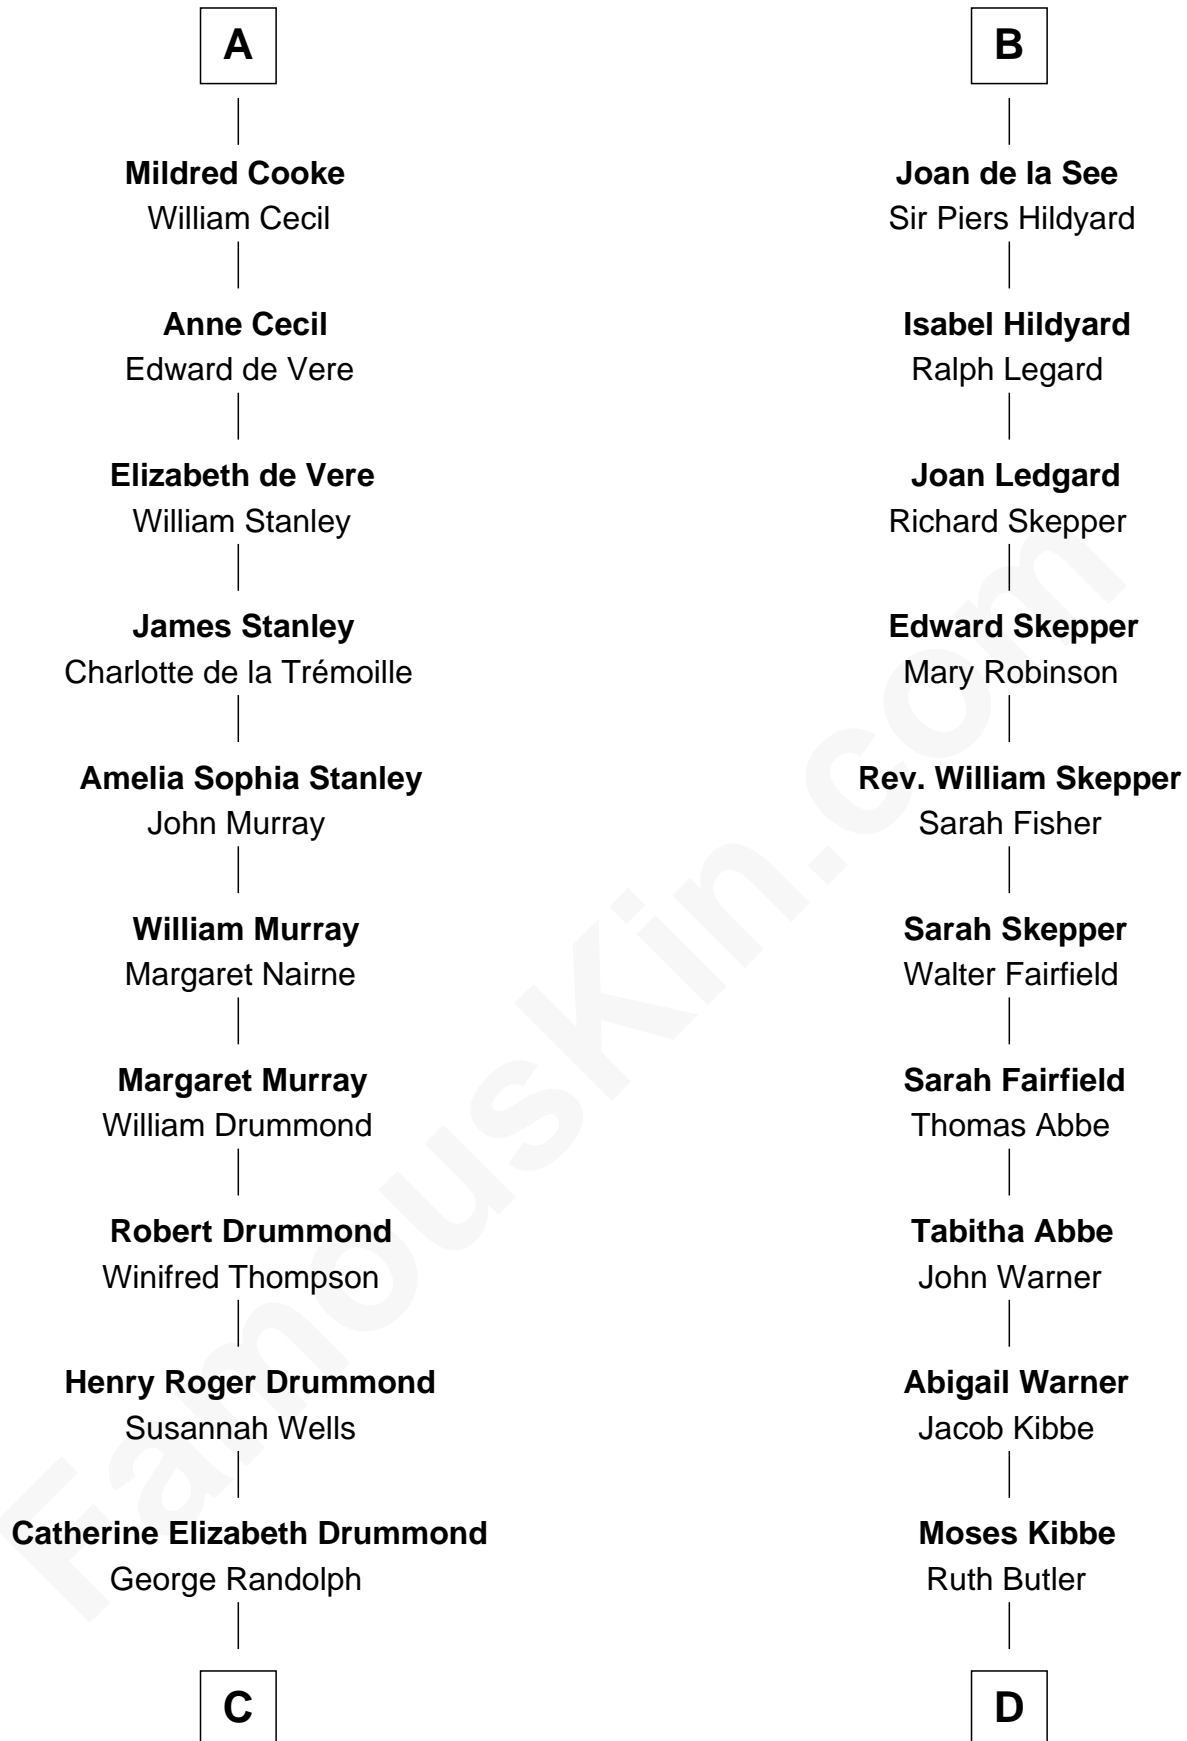 A
Mildred Cooke
William Cecil
Anne Cecil
Edward de Vere
Elizabeth de Vere
William Stanley
James Stanley
Charlotte de la Trémoille
Amelia Sophia Stanley
John Murray
William Murray
Margaret Nairne
Margaret Murray
William Drummond
Robert Drummond
Winifred Thompson
Henry Roger Drummond
Susannah Wells
Catherine Elizabeth Drummond
George Randolph
C
B
Joan de la See
Sir Piers Hildyard
Isabel Hildyard
Ralph Legard
Joan Ledgard
Richard Skepper
Edward Skepper
Mary Robinson
Rev. William Skepper
Sarah Fisher
Sarah Skepper
Walter Fairfield
Sarah Fairfield
Thomas Abbe
Tabitha Abbe
John Warner
Abigail Warner
Jacob Kibbe
Moses Kibbe
Ruth Butler
D
FamousKin.com